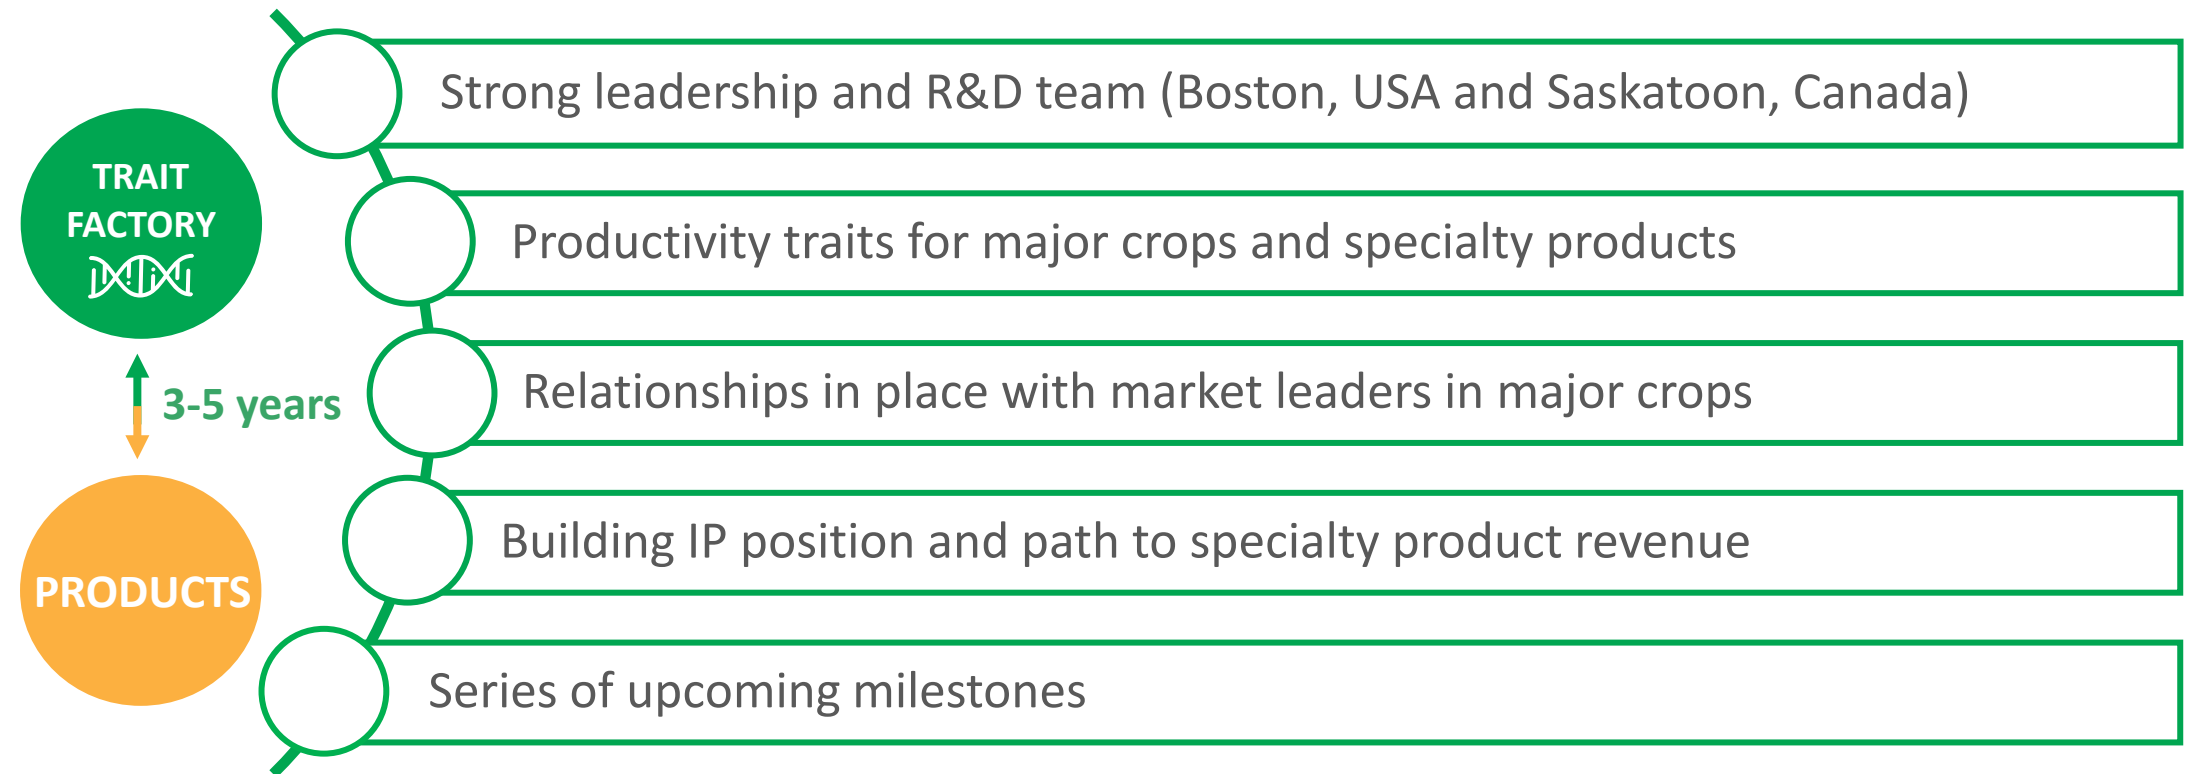 TRAIT
FACTORY
3-5 years
PRODUCTS
Strong leadership and R&D team (Boston, USA and Saskatoon, Canada)
Productivity traits for major crops and specialty products
Relationships in place with market leaders in major crops
Building IP position and path to specialty product revenue
Series of upcoming milestones